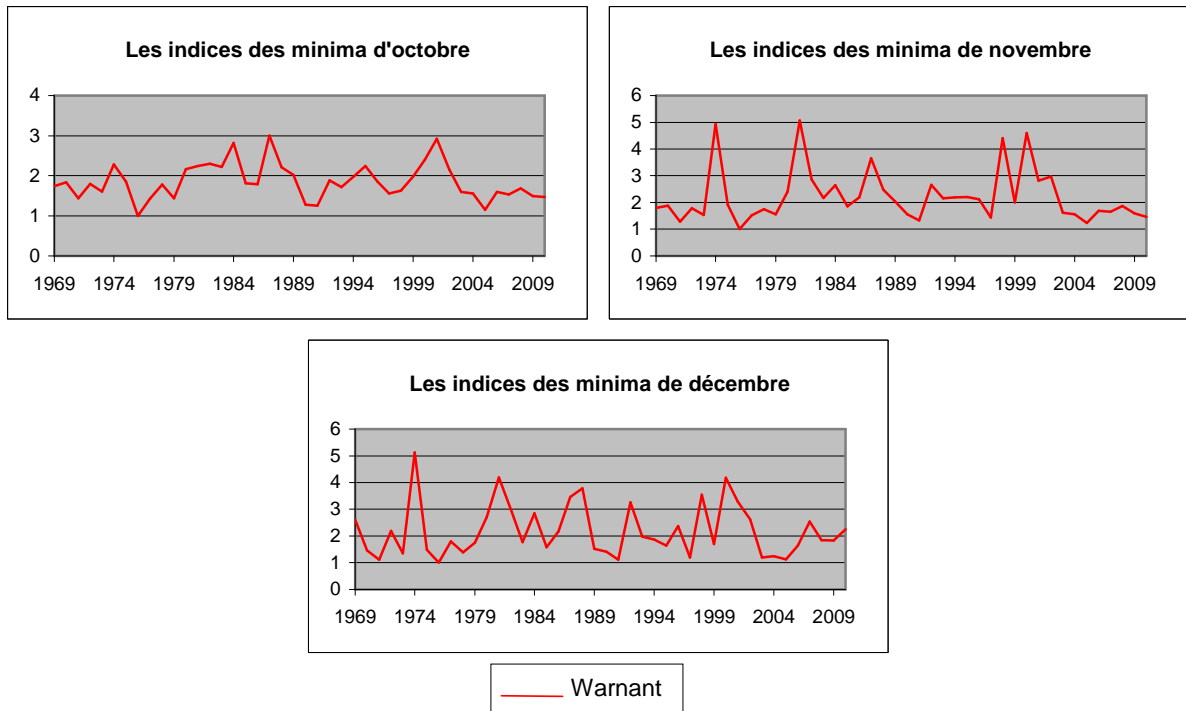 Les indices des minima d'octobre
4
3
2
1
0
1969 1974 1979 1984 1989 1994 1999 2004 2009
Les indices des minima de novembre
6
5
4
3
2
1
0
1969 1974 1979 1984 1989 1994 1999 2004 2009
Les indices des minima de décembre
6
5
4
3
2
1
0
1969 1974 1979 1984 1989 1994 1999 2004 2009
Warnant